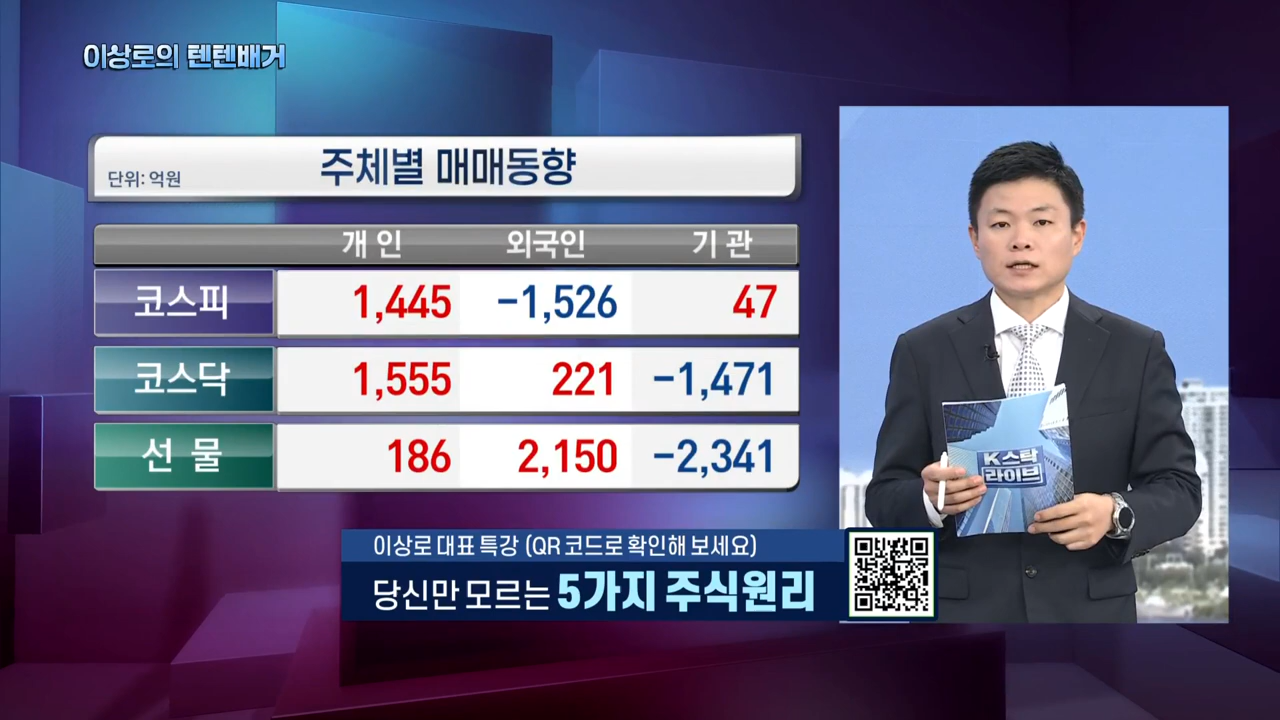 이상로의 텐텐배거
주체별 매매동향
단위: 억원
개 인 외국인 기 관
코스피 1,445 -1,526 47
코스닥 1,555 221 -1,471
선 물 186 2,150 -2,341
K스탁
라이브
이상로 대표 특강 (QR 코드로 확인해 보세요)
당신만 모르는 5가지 주식원리